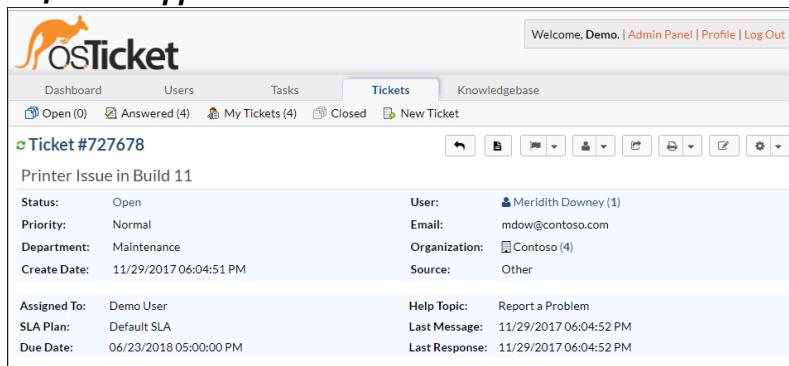 osTicket
Welcome, Demo. | Admin Panel | Profile | Log Out
Dashboard Users Tasks Tickets Knowledgebase
Open (0) Answered (4) My Tickets (4) Closed New Ticket
Ticket #727678
Printer Issue in Build 11
Status: Open User: Meridith Downey (1)
Priority: Normal Email: mdow@contoso.com
Department: Maintenance Organization: Contoso (4)
Create Date: 11/29/2017 06:04:51 PM Source: Other
Assigned To: Demo User Help Topic: Report a Problem
SLA Plan: Default SLA Last Message: 11/29/2017 06:04:52 PM
Due Date: 06/23/2018 05:00:00 PM Last Response: 11/29/2017 06:04:52 PM